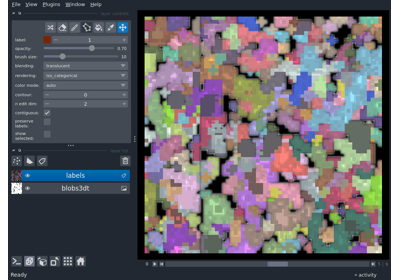 File View Plugins Window Help
label: 1
opacity: 0.70
brush size: 10
blending: translucent
rendering: iso_categorical
color mode: auto
contour: 0
n edit dim: 2
contiguous:
preserve
labels:
show
selected:
labels
blobs3dt
Ready
activity